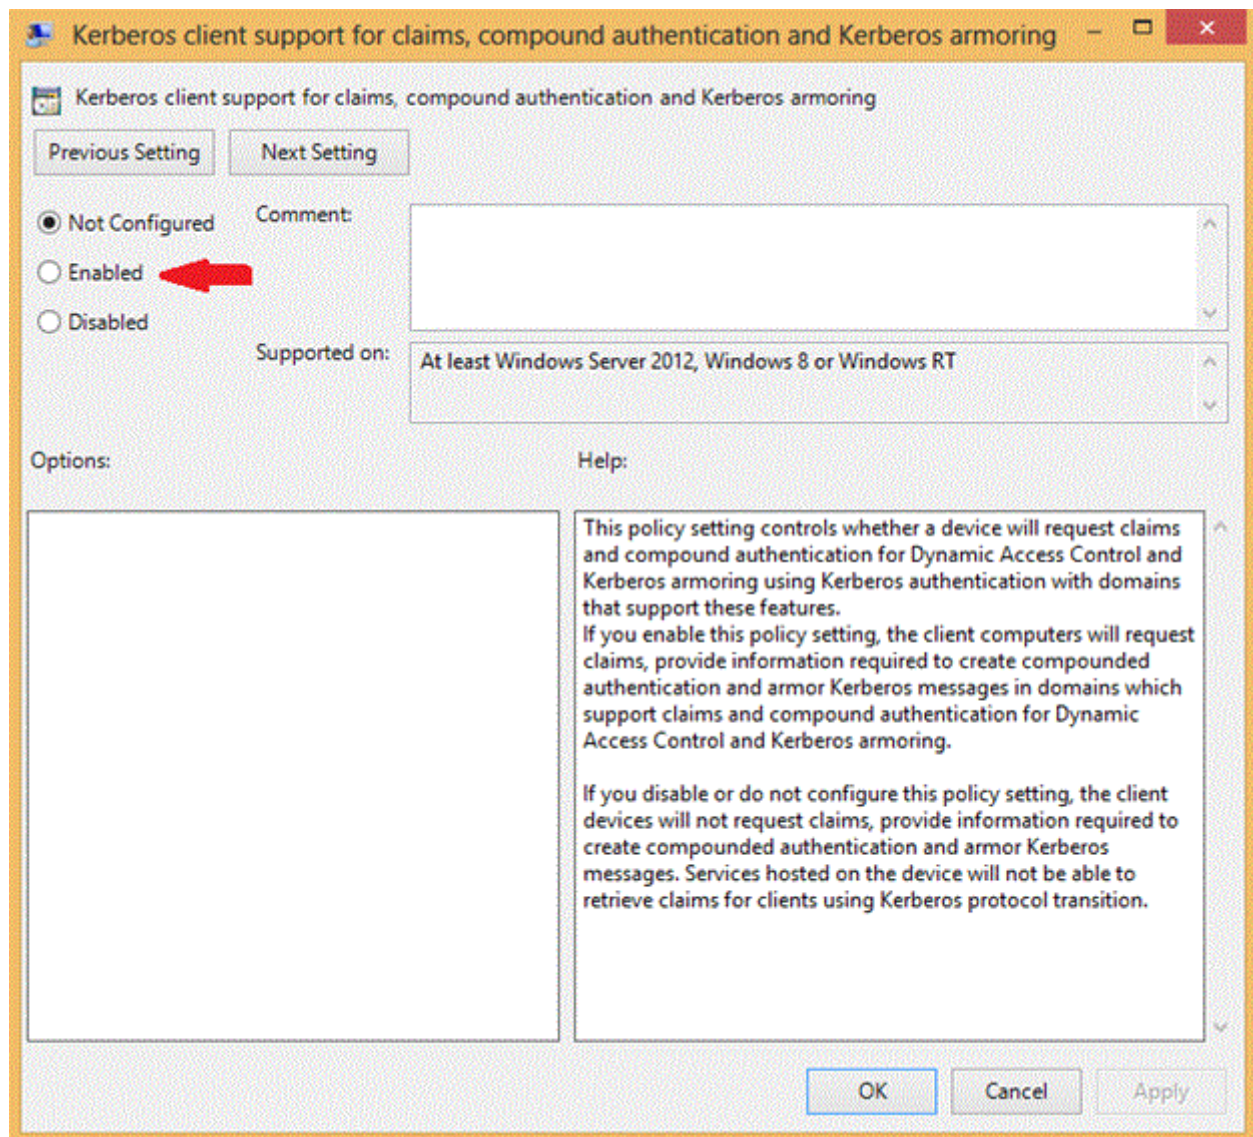 Kerberos client support for claims, compound authentication and Kerberos armoring
Kerberos client support for claims, compound authentication and Kerberos armoring
Previous Setting
Next Setting
Not Configured
Comment:
Enabled
Disabled
Supported on:
At least Windows Server 2012, Windows 8 or Windows RT
Options:
Help:
This policy setting controls whether a device will request claims
and compound authentication for Dynamic Access Control and
Kerberos armoring using Kerberos authentication with domains
that support these features.
If you enable this policy setting, the client computers will request
claims, provide information required to create compounded
authentication and armor Kerberos messages in domains which
support claims and compound authentication for Dynamic
Access Control and Kerberos armoring.
If you disable or do not configure this policy setting, the client
devices will not request claims, provide information required to
create compounded authentication and armor Kerberos
messages. Services hosted on the device will not be able to
retrieve claims for clients using Kerberos protocol transition.
OK
Cancel
Apply